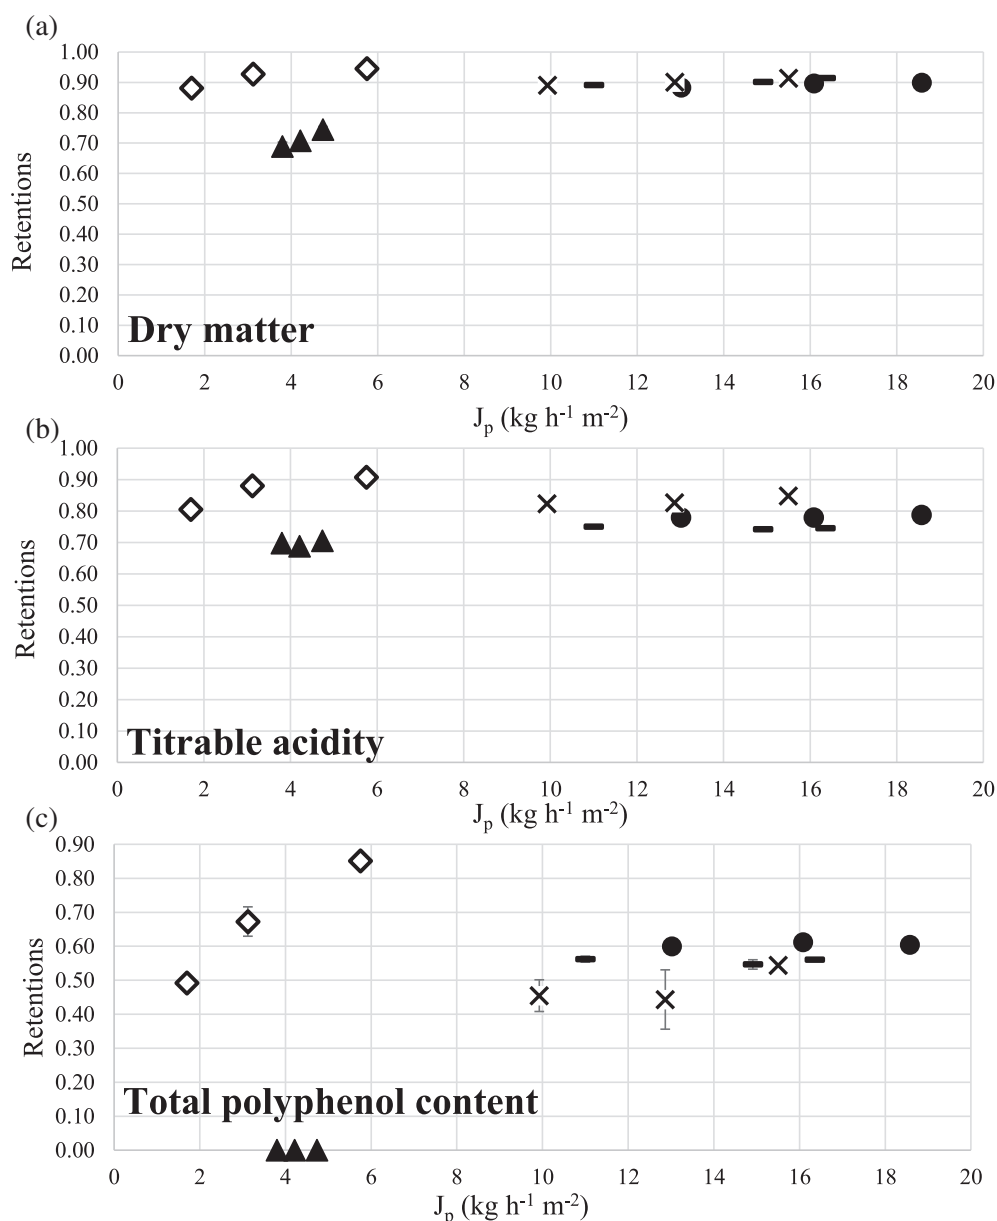 (a)
1.00
0.90
0.80
0.70
0.60
0.50
0.40
0.30
0.20
0.10
0.00
Retentions
Dry matter
0 2 4 6 8 10 12 14 16 18 20
Jp (kg h-1 m-2)
(b)
1.00
0.90
0.80
0.70
0.60
0.50
0.40
0.30
0.20
0.10
0.00
Retentions
Titrable acidity
0 2 4 6 8 10 12 14 16 18 20
Jp (kg h-1 m-2)
(c)
0.90
0.80
0.70
0.60
0.50
0.40
0.30
0.20
0.10
0.00
Retentions
Total polyphenol content
0 2 4 6 8 10 12 14 16 18 20
Jp (kg h-1 m-2)